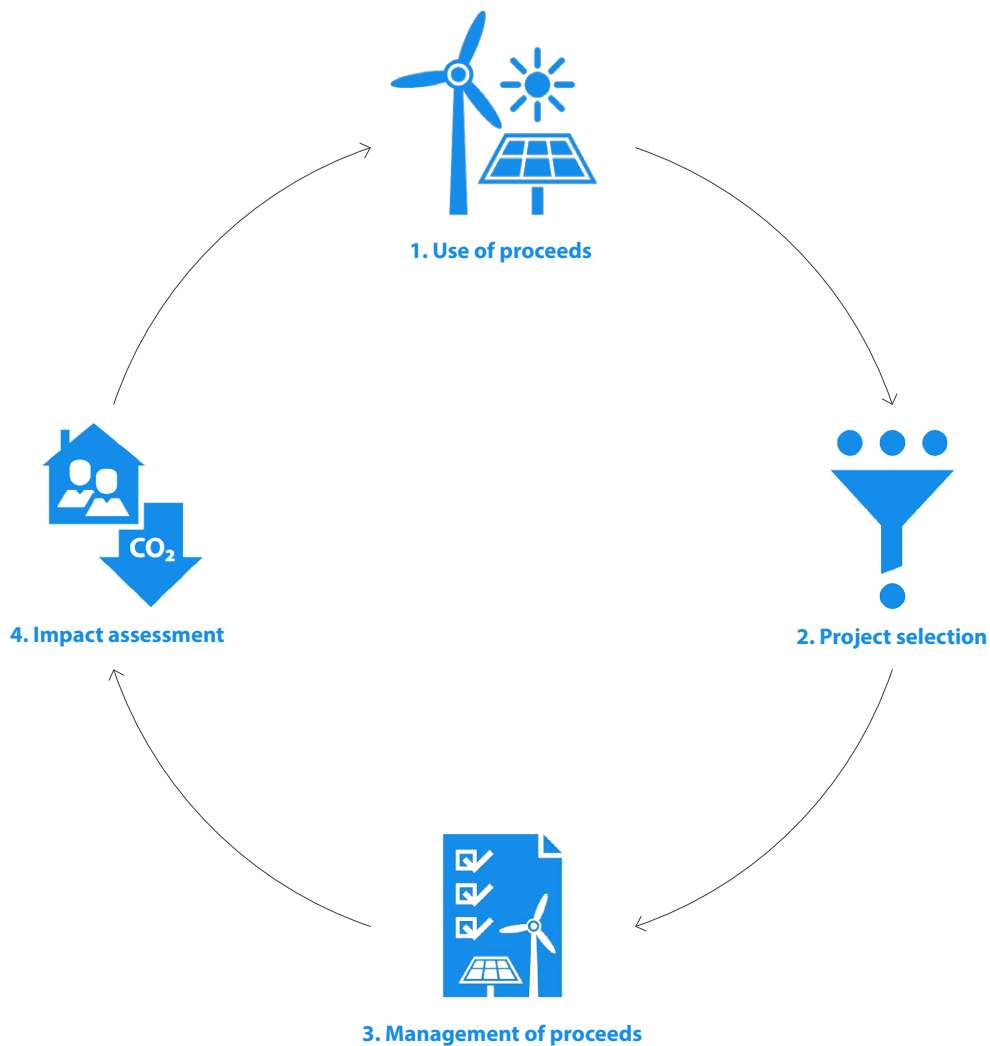 1. Use of proceeds
2. Project selection
3. Management of proceeds
4. Impact assessment
CO₂